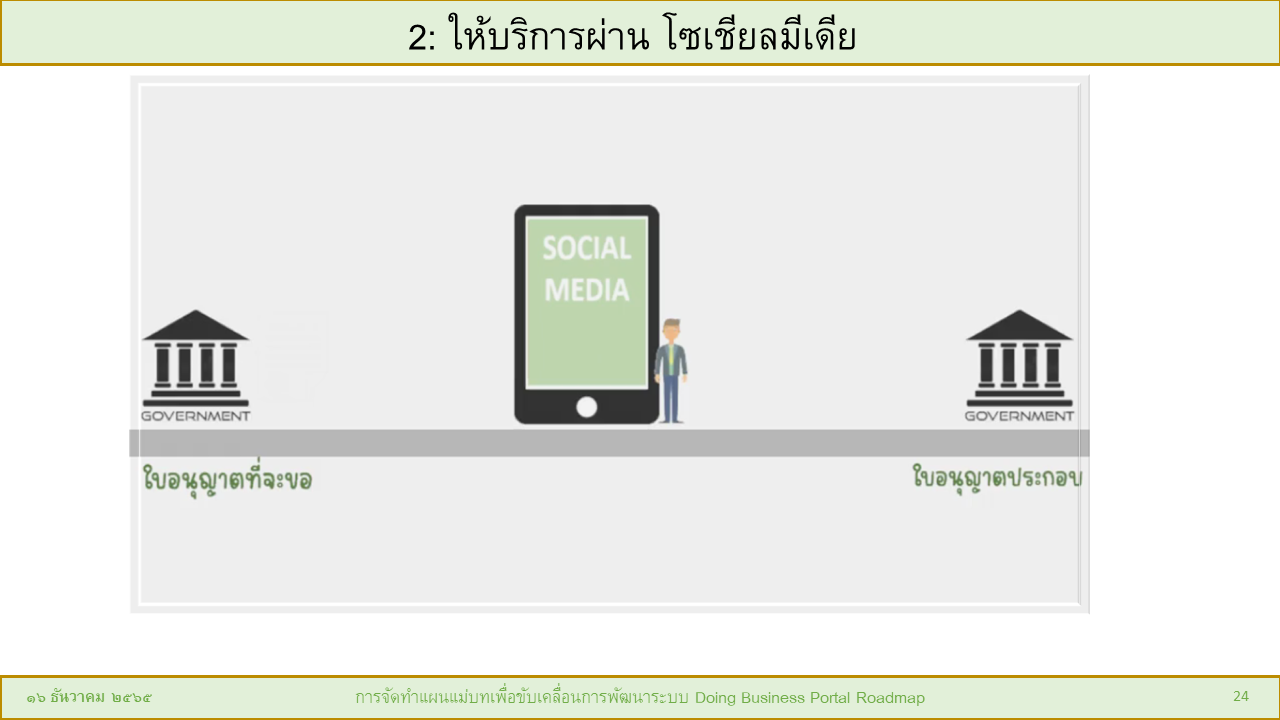 2: ให้บริการผ่าน โซเชียลมีเดีย
SOCIAL
MEDIA
GOVERNMENT
GOVERNMENT
ใบอนุญาตที่จะขอ
ใบอนุญาตประกอบ
๑๖ ธันวาคม ๒๕๖๕
การจัดทำแผนแม่บทเพื่อขับเคลื่อนการพัฒนาระบบ Doing Business Portal Roadmap
24